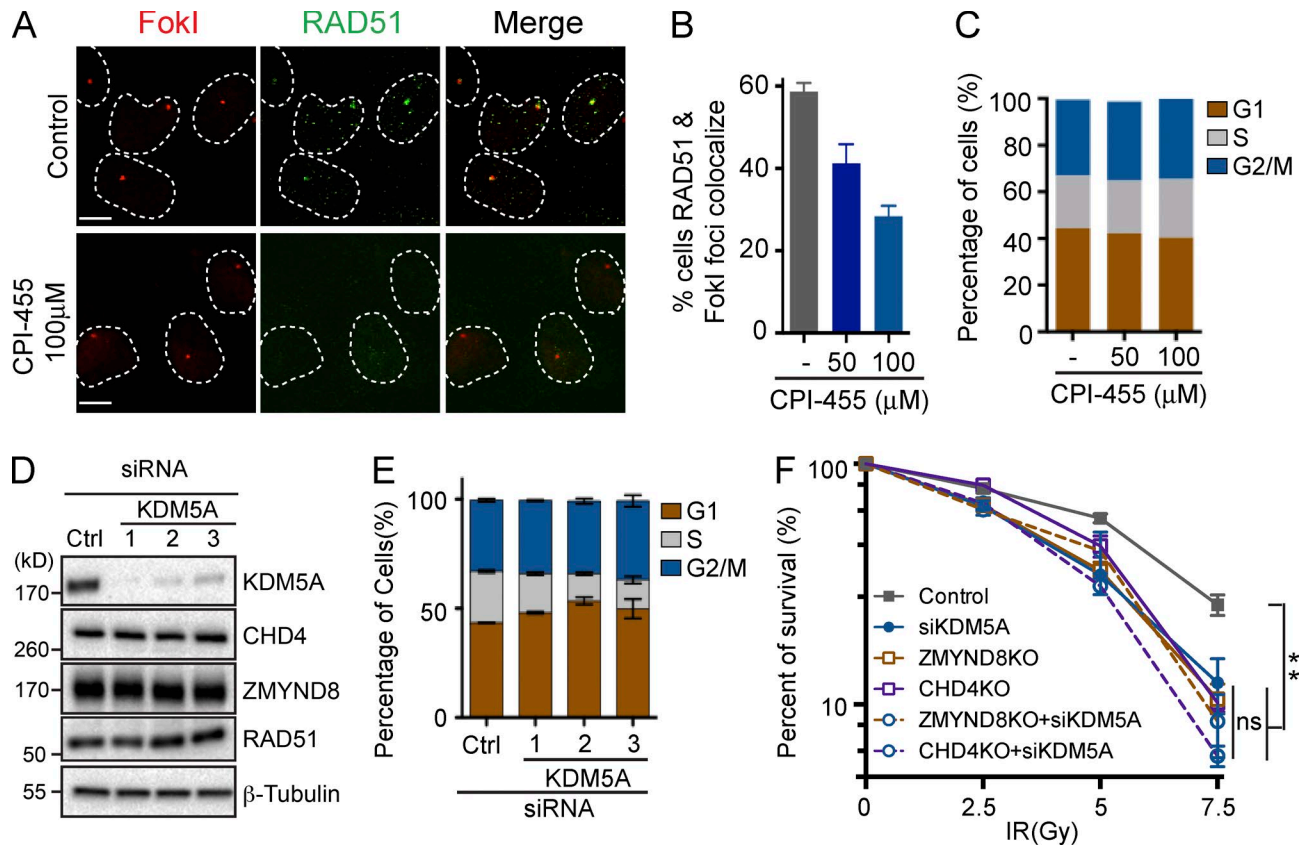 A
FokI
RAD51
Merge
Control
CPI-455
100μM
B
% cells RAD51 &
FokI foci colocalize
60
40
20
0
-
50
100
CPI-455 (μM)
C
Percentage of cells (%)
100
80
60
40
20
0
G1
S
G2/M
-
50
100
CPI-455 (μM)
D
siRNA
KDM5A
(kD)
Ctrl
1
2
3
170
KDM5A
260
CHD4
170
ZMYND8
50
RAD51
55
β-Tubulin
E
Percentage of Cells(%)
100
50
0
G1
S
G2/M
Ctrl
1
2
3
KDM5A
siRNA
F
Percent of survival (%)
100
10
Control
siKDM5A
ZMYND8KO
CHD4KO
ZMYND8KO+siKDM5A
CHD4KO+siKDM5A
ns
**
0
2.5
5
7.5
IR(Gy)